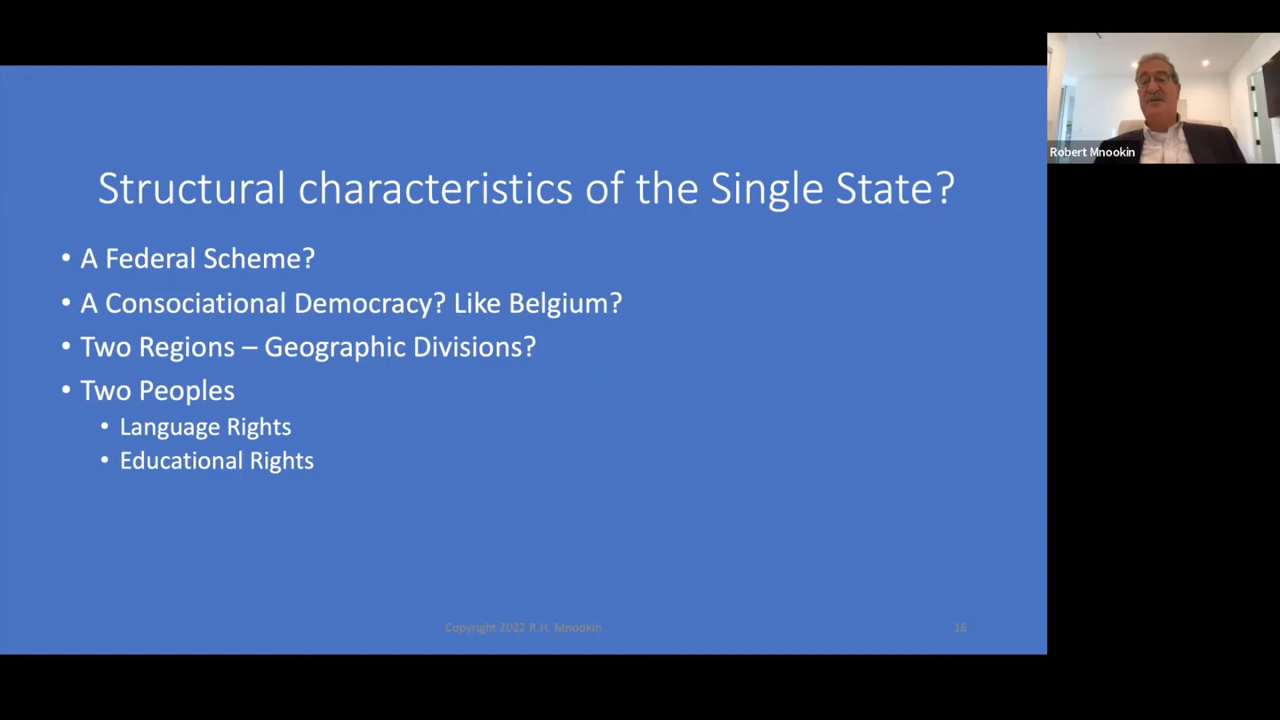 Structural characteristics of the Single State?
• A Federal Scheme?
• A Consociational Democracy? Like Belgium?
• Two Regions – Geographic Divisions?
• Two Peoples
• Language Rights
• Educational Rights
Copyright 2022 R.H. Mnookin
16
Robert Mnookin